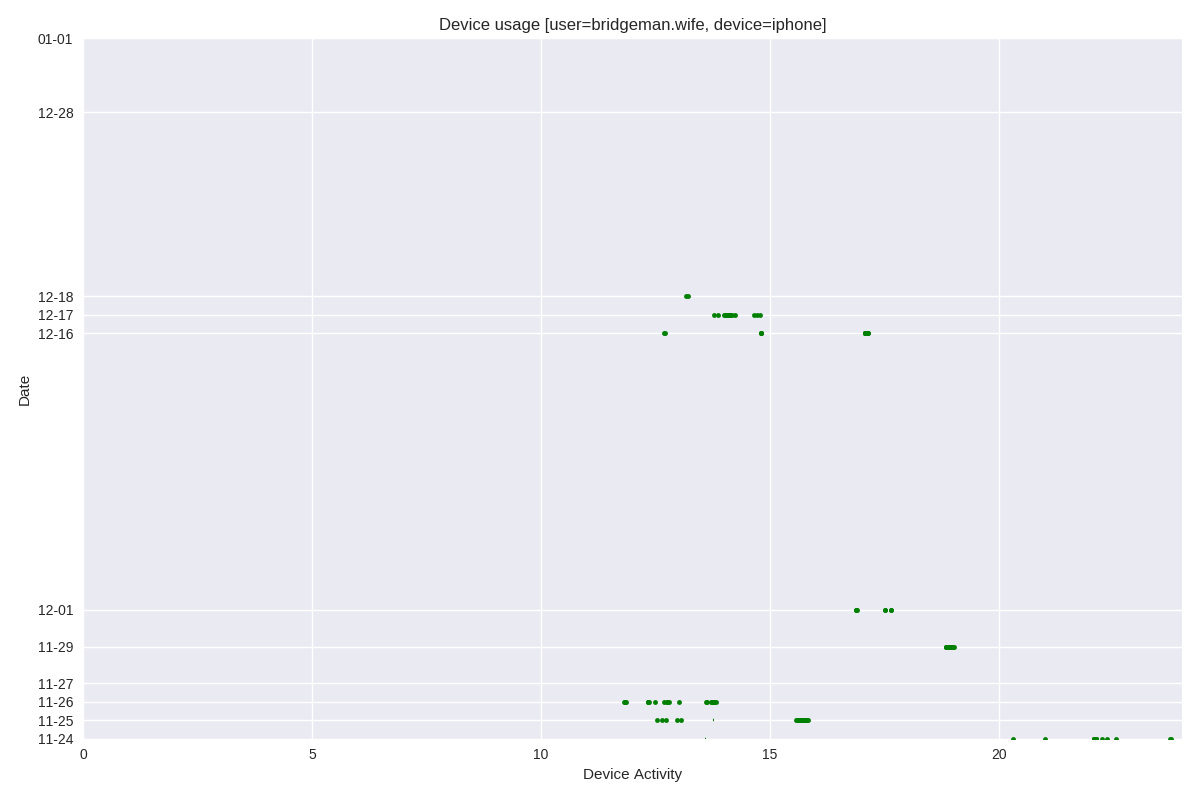 Device usage [user=bridgeman.wife, device=iphone]
01-01
12-28
12-18
12-17
12-16
Date
12-01
11-29
11-27
11-26
11-25
11-24
0 5 10 15 20
Device Activity